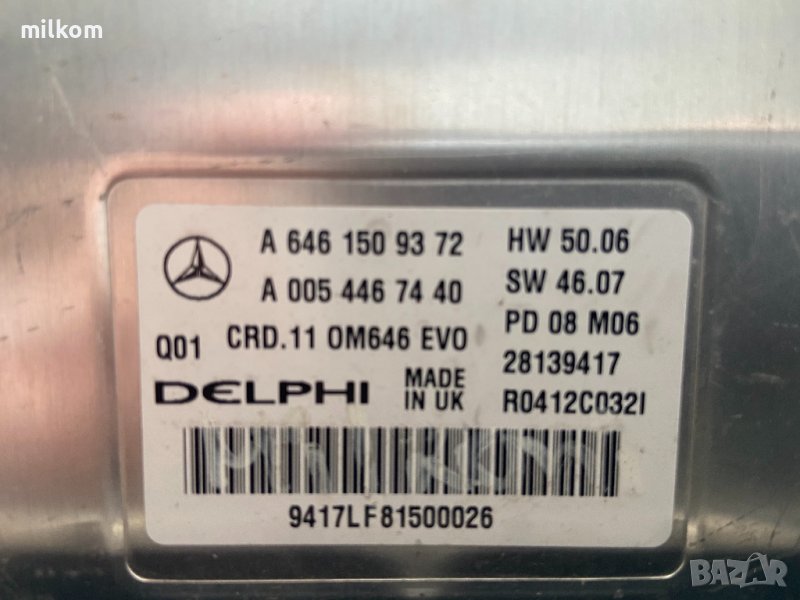 milkom
A 646 150 93 72 HW 50.06
A 005 446 74 40 SW 46.07
Q01 CRD.11 OM646 EVO PD 08 M06
28139417
DELPHI MADE IN UK R0412C032I
9417LF81500026
BAZAR